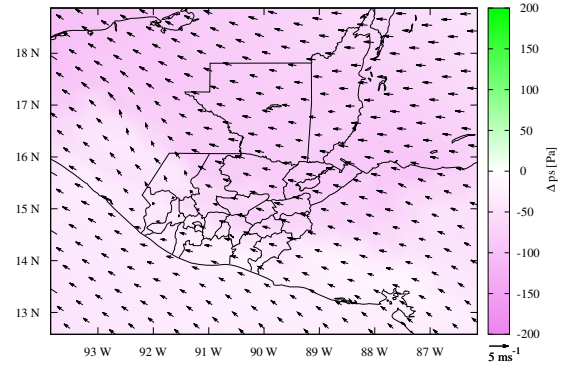 18 N
17 N
16 N
15 N
14 N
13 N
93 W 92 W 91 W 90 W 89 W 88 W 87 W
200
150
100
50
0
-50
-100
-150
-200
Δ ps [Pa]
5 ms⁻¹